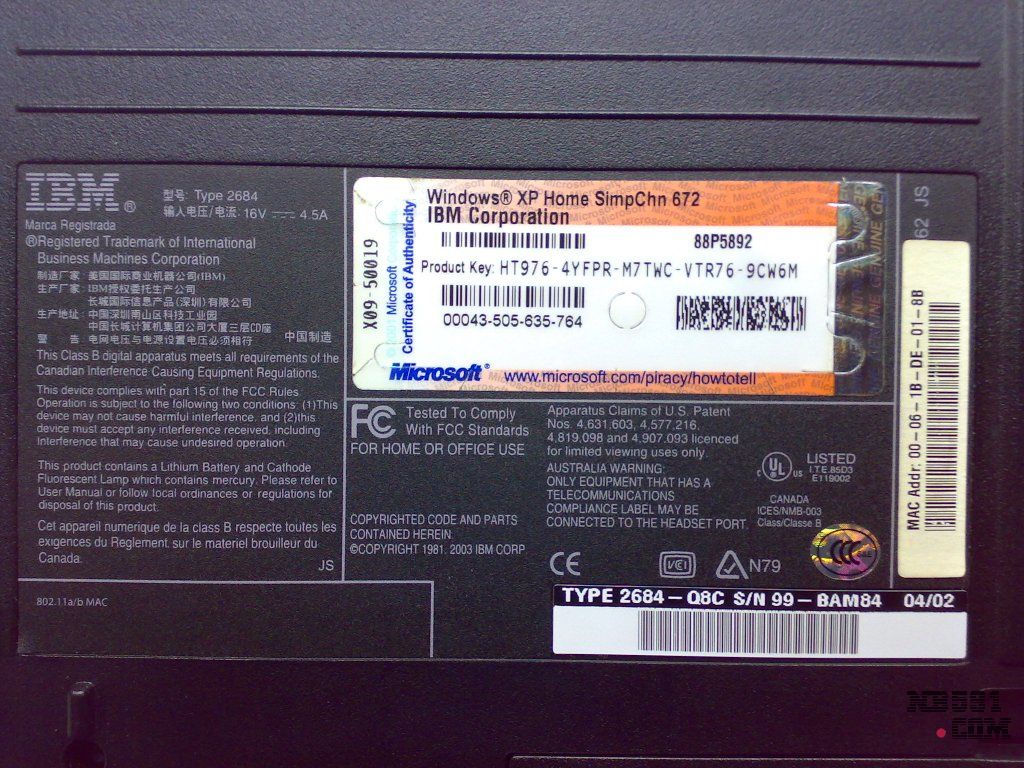 IBM®
型号: Type 2684
输入电压/电流: 16V 4.5A
Marca Registrada
®Registered Trademark of International
Business Machines Corporation
制造厂家: 美国国际商业机器公司(IBM)
生产厂家: IBM授权委托生产公司
长城国际信息产品(深圳)有限公司
生产地址: 中国深圳南山区科技工业园
中国长城计算机集团公司大厦三层CD座
警 告 电网电压与电源设置电压必须相符 中国制造
This Class B digital apparatus meets all requirements of the
Canadian Interference Causing Equipment Regulations.
This device complies with part 15 of the FCC Rules
Operation is subject to the following two conditions: (1)This
device may not cause harmful interference, and (2)this
device must accept any interference received, including
Interference that may cause undesired operation.
This product contains a Lithium Battery and Cathode
Fluorescent Lamp which contains mercury. Please refer to
User Manual or follow local ordinances or regulations for
disposal of this product.
Cet appareil numerique de la class B respecte toutes les
exigences du Reglement sur le materiel brouilleur du
Canada.
JS
802.11a/b MAC
X09-50019
Microsoft Corporation
Certificate of Authenticity
Windows® XP Home SimpChn 672
IBM Corporation
88P5892
Product Key: HT976-4YFPR-M7TWC-VTR76-9CW6M
00043-505-635-764
Microsoft® www.microsoft.com/piracy/howtotell
GENUINE
FC Tested To Comply
With FCC Standards
FOR HOME OR OFFICE USE
COPYRIGHTED CODE AND PARTS
CONTAINED HEREIN.
©COPYRIGHT 1981, 2003 IBM CORP
Apparatus Claims of U.S. Patent
Nos. 4,631,603, 4,577,216,
4,819,098 and 4,907,093 licenced
for limited viewing uses only.
AUSTRALIA WARNING:
ONLY EQUIPMENT THAT HAS A
TELECOMMUNICATIONS
COMPLIANCE LABEL MAY BE
CONNECTED TO THE HEADSET PORT.
c UL us LISTED
I.T.E. 85D3
E119002
CANADA
ICES/NMB-003
Class/Classe B
CE
VCI
N79
CCC
TYPE 2684-Q8C S/N 99-BAM84 04/02
62 JS
MAC Addr: 00-06-1B-DE-01-8B
NB591
.COM